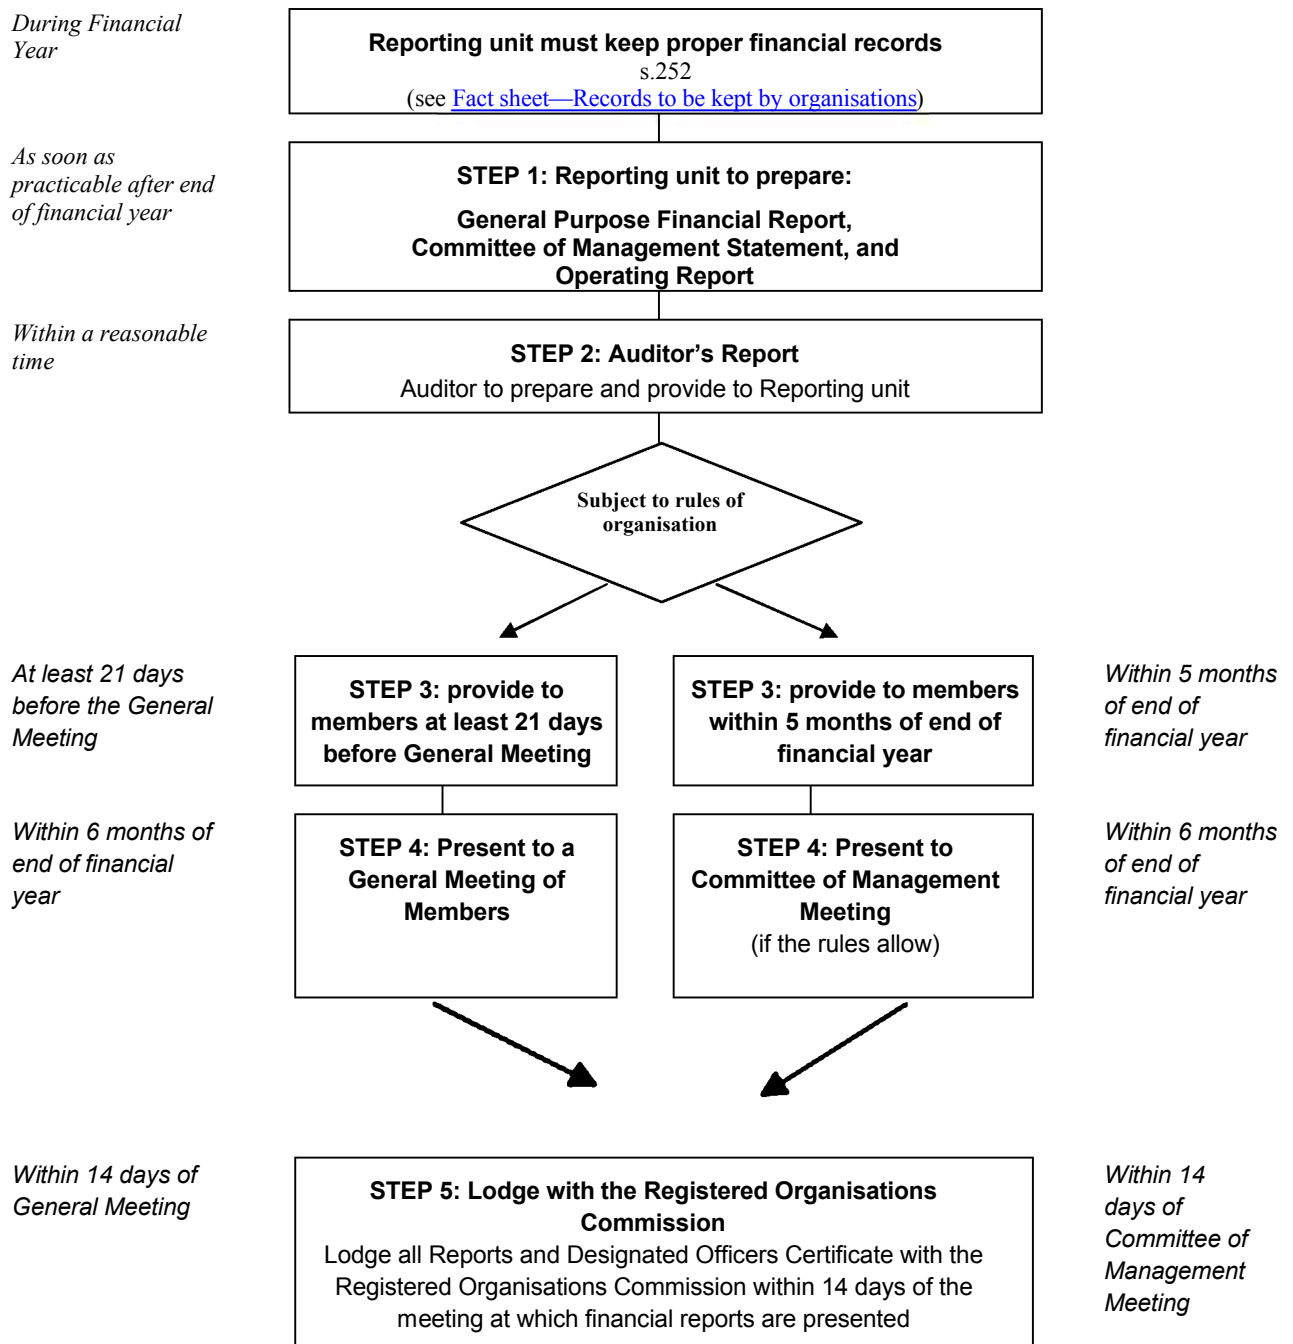 During Financial
Year
Reporting unit must keep proper financial records
s.252
(see Fact sheet—Records to be kept by organisations)
As soon as
practicable after end
of financial year
STEP 1: Reporting unit to prepare:
General Purpose Financial Report,
Committee of Management Statement, and
Operating Report
Within a reasonable
time
STEP 2: Auditor's Report
Auditor to prepare and provide to Reporting unit
Subject to rules of
organisation
At least 21 days
before the General
Meeting
STEP 3: provide to
members at least 21 days
before General Meeting
STEP 3: provide to members
within 5 months of end of
financial year
Within 5 months
of end of
financial year
Within 6 months of
end of financial
year
STEP 4: Present to a
General Meeting of
Members
STEP 4: Present to
Committee of Management
Meeting
(if the rules allow)
Within 6 months
of end of
financial year
Within 14 days of
General Meeting
STEP 5: Lodge with the Registered Organisations
Commission
Lodge all Reports and Designated Officers Certificate with the
Registered Organisations Commission within 14 days of the
meeting at which financial reports are presented
Within 14
days of
Committee of
Management
Meeting